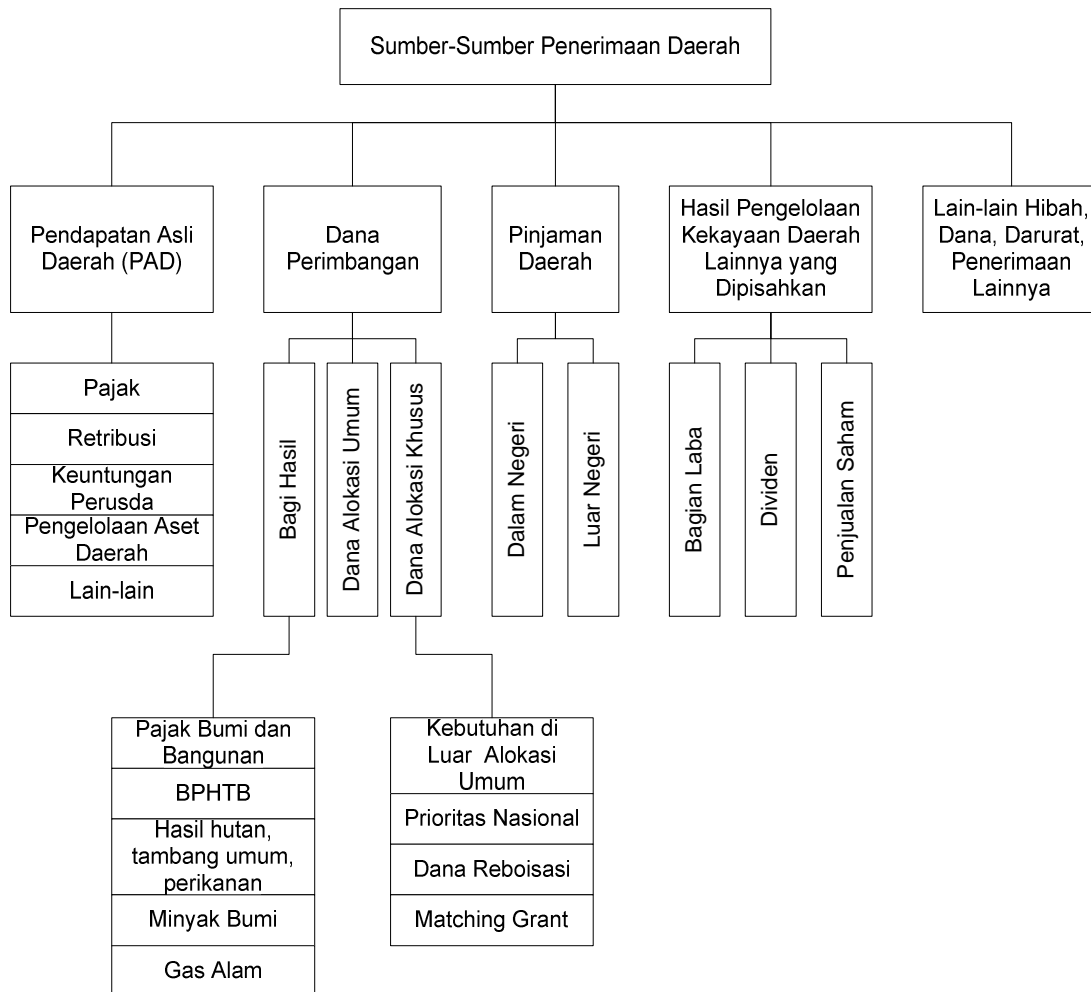 Sumber-Sumber Penerimaan Daerah
Pendapatan Asli
Daerah (PAD)
Dana
Perimbangan
Pinjaman
Daerah
Hasil Pengelolaan
Kekayaan Daerah
Lainnya yang
Dipisahkan
Lain-lain Hibah,
Dana, Darurat,
Penerimaan
Lainnya
Pajak
Retribusi
Keuntungan
Perusda
Pengelolaan Aset
Daerah
Lain-lain
Bagi Hasil
Dana Alokasi Umum
Dana Alokasi Khusus
Dalam Negeri
Luar Negeri
Bagian Laba
Dividen
Penjualan Saham
Pajak Bumi dan
Bangunan
BPHTB
Hasil hutan,
tambang umum,
perikanan
Minyak Bumi
Gas Alam
Kebutuhan di
Luar Alokasi
Umum
Prioritas Nasional
Dana Reboisasi
Matching Grant